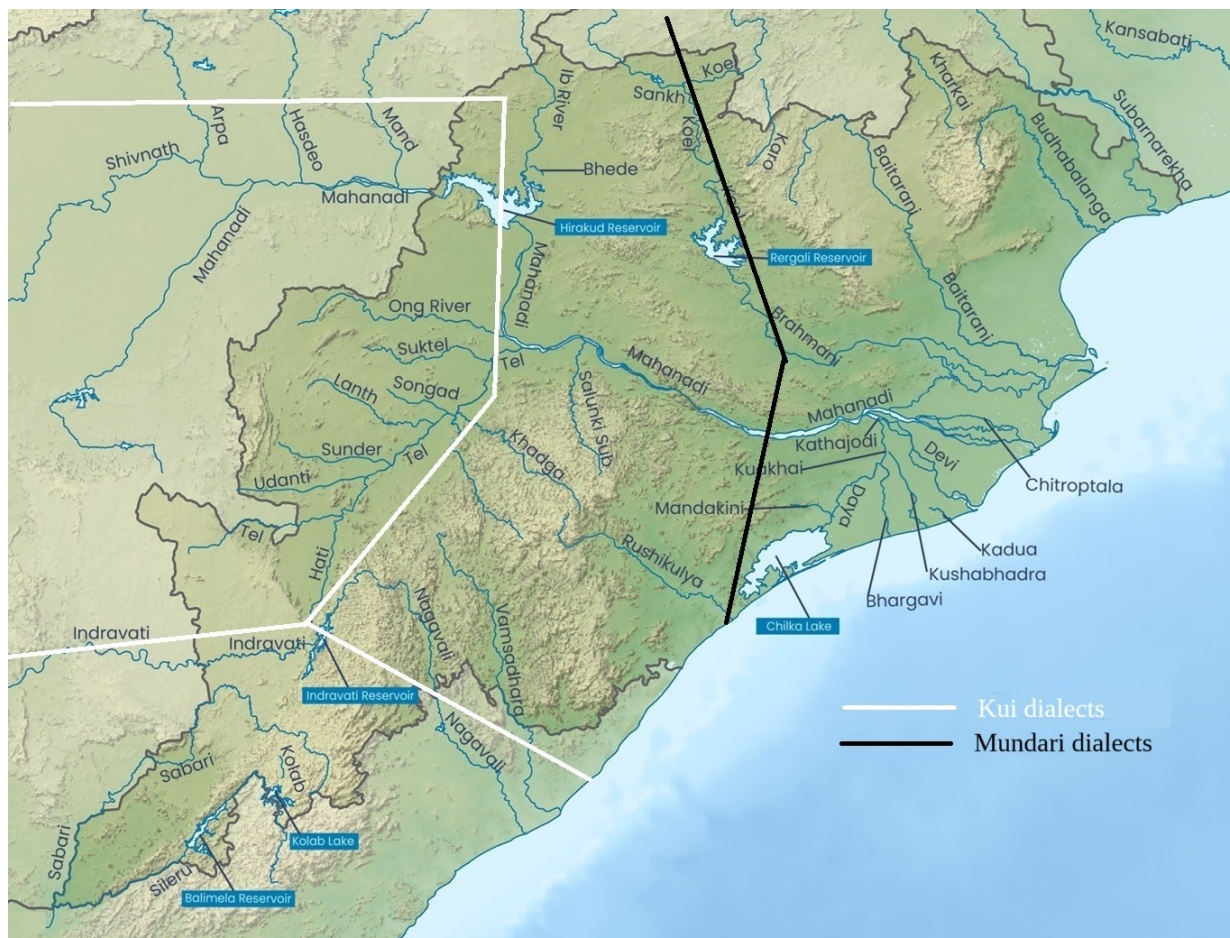 Kansabati
Koel
Ib River
Sankh
Kharkai
Subarnarekha
Arpa
Hasdeo
Mand
Koel
Karo
Budhabalanga
Shivnath
Baitarani
Bhede
Mahanadi
Hirakud Reservoir
Mahanadi
Mahanadi
Rergali Reservoir
Ong River
Brahmani
Baitarani
Suktel
Tel
Lanth
Songad
Salunki Sub
Mahanadi
Mahanadi
Sunder
Tel
Khadga
Kathajodi
Devi
Kuakhai
Udanti
Chitroptala
Mandakini
Daya
Tel
Hati
Rushikulya
Kadua
Kushabhadra
Bhargavi
Indravati
Indravati
Nagavali
Vamsadhara
Chilka Lake
Indravati Reservoir
Kui dialects
Mundari dialects
Nagavali
Sabari
Kolab
Kolab Lake
Sabari
Sileru
Balimela Reservoir